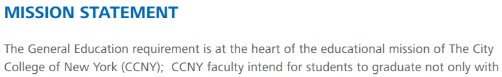 MISSION STATEMENT
The General Education requirement is at the heart of the educational mission of The City
College of New York (CCNY);  CCNY faculty intend for students to graduate not only with